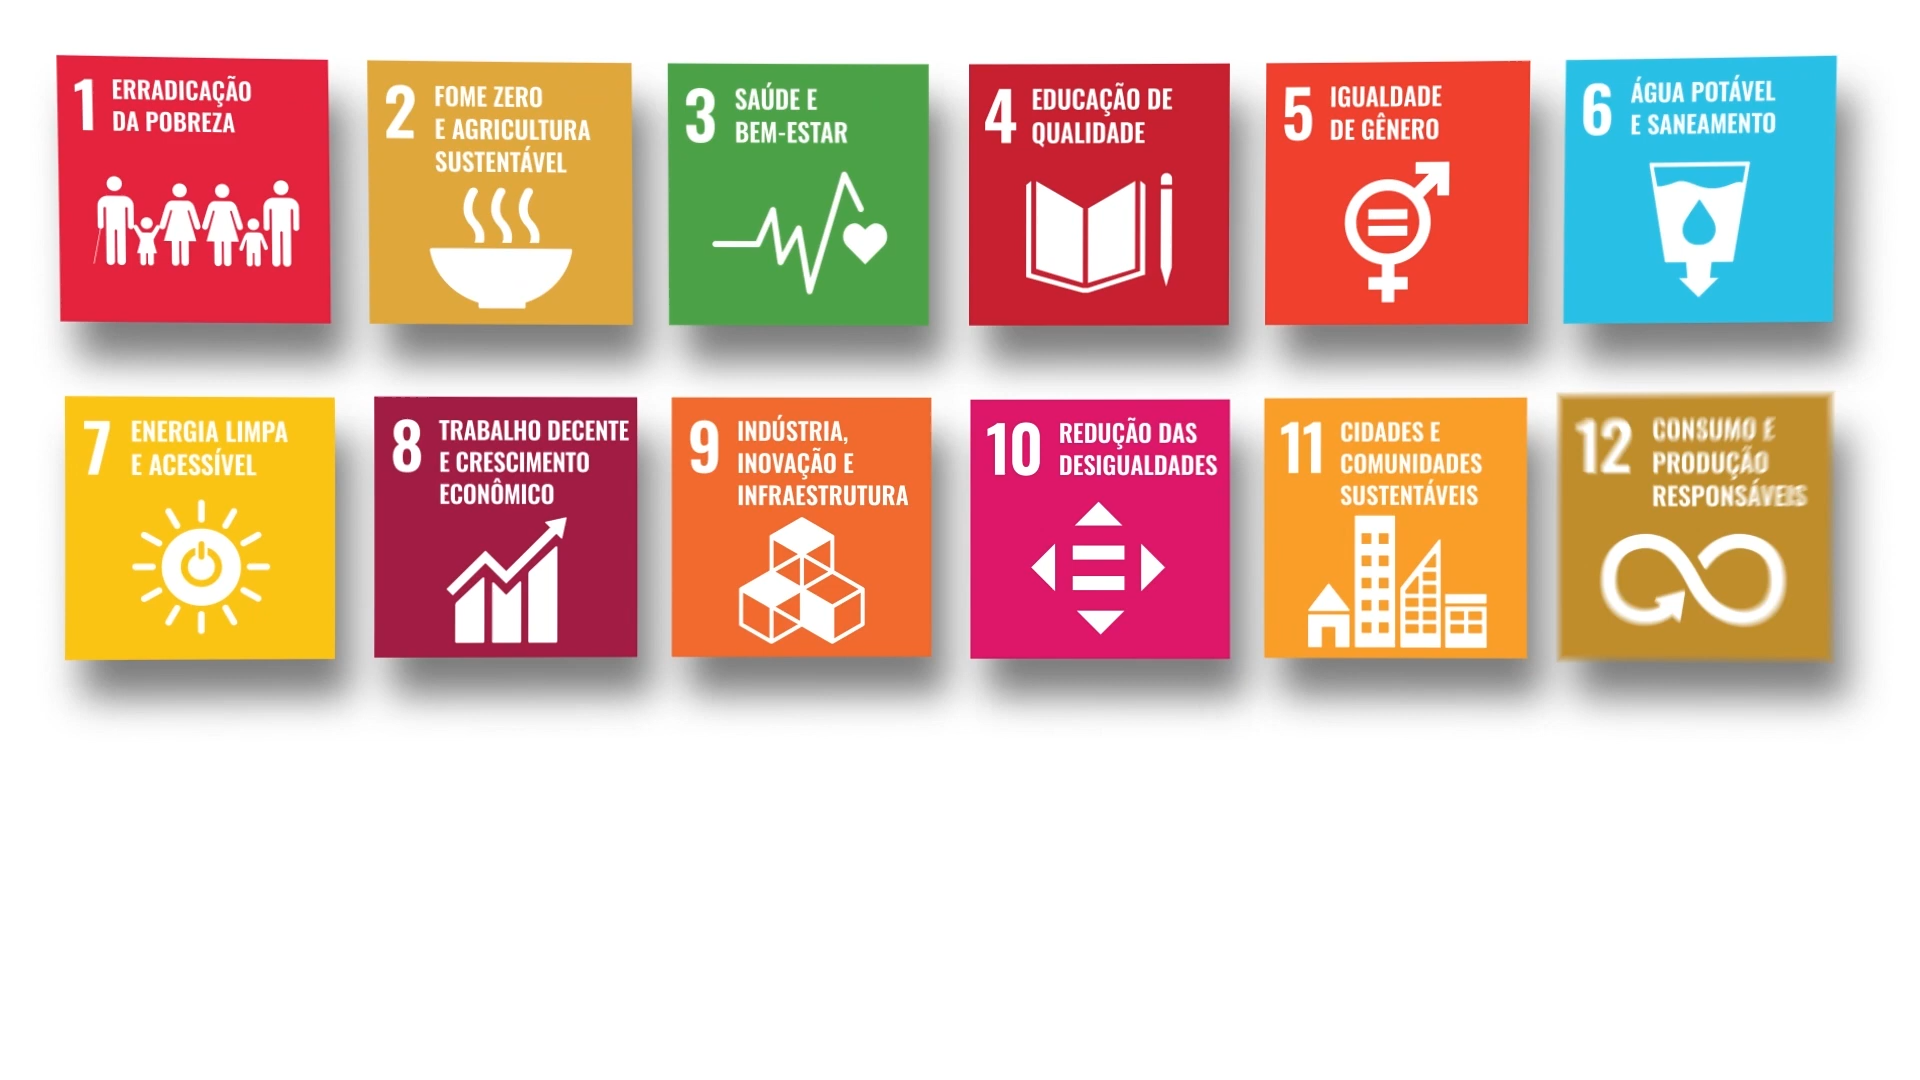 1 ERRADICAÇÃO
DA POBREZA
2 FOME ZERO
E AGRICULTURA
SUSTENTÁVEL
3 SAÚDE E
BEM-ESTAR
4 EDUCAÇÃO DE
QUALIDADE
5 IGUALDADE
DE GÊNERO
6 ÁGUA POTÁVEL
E SANEAMENTO
7 ENERGIA LIMPA
E ACESSÍVEL
8 TRABALHO DECENTE
E CRESCIMENTO
ECONÔMICO
9 INDÚSTRIA,
INOVAÇÃO E
INFRAESTRUTURA
10 REDUÇÃO DAS
DESIGUALDADES
11 CIDADES E
COMUNIDADES
SUSTENTÁVEIS
12 CONSUMO E
PRODUÇÃO
RESPONSÁVEIS